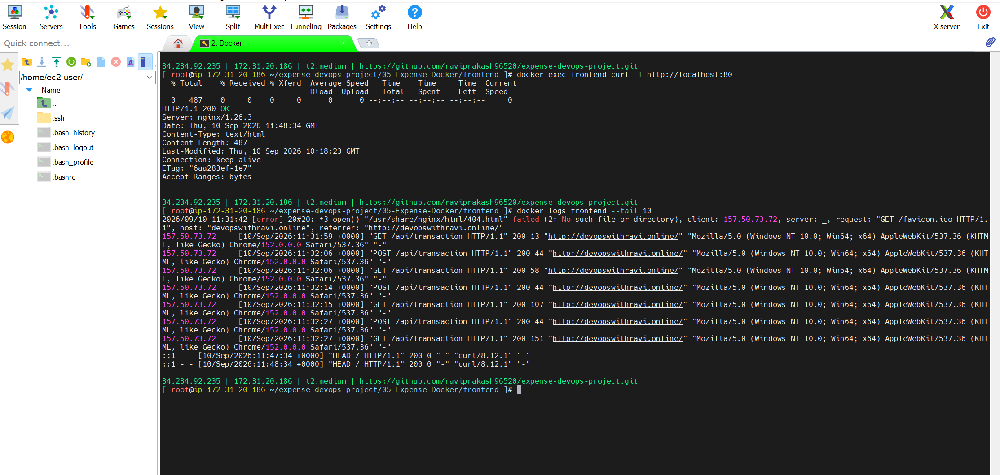 Session
Servers
Tools
Games
Sessions
View
Split
MultiExec
Tunneling
Packages
Settings
Help
X server
Exit
Quick connect...
2. Docker
/home/ec2-user/
Name
..
.ssh
.bash_history
.bash_logout
.bash_profile
.bashrc
34.234.92.235 | 172.31.20.186 | t2.medium | https://github.com/raviprakash96520/expense-devops-project.git
[ root@ip-172-31-20-186 ~/expense-devops-project/05-Expense-Docker/frontend ]# docker exec frontend curl -I http://localhost:80
  % Total    % Received % Xferd  Average Speed   Time    Time     Time  Current
                                 Dload  Upload   Total   Spent    Left  Speed
  0   487    0     0    0     0      0      0 --:--:-- --:--:-- --:--:--     0
HTTP/1.1 200 OK
Server: nginx/1.26.3
Date: Thu, 10 Sep 2026 11:48:34 GMT
Content-Type: text/html
Content-Length: 487
Last-Modified: Thu, 10 Sep 2026 10:18:23 GMT
Connection: keep-alive
ETag: "6aa283ef-1e7"
Accept-Ranges: bytes
34.234.92.235 | 172.31.20.186 | t2.medium | https://github.com/raviprakash96520/expense-devops-project.git
[ root@ip-172-31-20-186 ~/expense-devops-project/05-Expense-Docker/frontend ]# docker logs frontend --tail 10
2026/09/10 11:31:42 [error] 20#20: *3 open() "/usr/share/nginx/html/404.html" failed (2: No such file or directory), client: 157.50.73.72, server: _, request: "GET /favicon.ico HTTP/1.
1", host: "devopswithravi.online", referrer: "http://devopswithravi.online/"
157.50.73.72 - - [10/Sep/2026:11:31:59 +0000] "GET /api/transaction HTTP/1.1" 200 13 "http://devopswithravi.online/" "Mozilla/5.0 (Windows NT 10.0; Win64; x64) AppleWebKit/537.36 (KHTM
L, like Gecko) Chrome/152.0.0.0 Safari/537.36" "-"
157.50.73.72 - - [10/Sep/2026:11:32:06 +0000] "POST /api/transaction HTTP/1.1" 200 44 "http://devopswithravi.online/" "Mozilla/5.0 (Windows NT 10.0; Win64; x64) AppleWebKit/537.36 (KHT
ML, like Gecko) Chrome/152.0.0.0 Safari/537.36" "-"
157.50.73.72 - - [10/Sep/2026:11:32:06 +0000] "GET /api/transaction HTTP/1.1" 200 58 "http://devopswithravi.online/" "Mozilla/5.0 (Windows NT 10.0; Win64; x64) AppleWebKit/537.36 (KHTM
L, like Gecko) Chrome/152.0.0.0 Safari/537.36" "-"
157.50.73.72 - - [10/Sep/2026:11:32:14 +0000] "POST /api/transaction HTTP/1.1" 200 44 "http://devopswithravi.online/" "Mozilla/5.0 (Windows NT 10.0; Win64; x64) AppleWebKit/537.36 (KHT
ML, like Gecko) Chrome/152.0.0.0 Safari/537.36" "-"
157.50.73.72 - - [10/Sep/2026:11:32:15 +0000] "GET /api/transaction HTTP/1.1" 200 107 "http://devopswithravi.online/" "Mozilla/5.0 (Windows NT 10.0; Win64; x64) AppleWebKit/537.36 (KHT
ML, like Gecko) Chrome/152.0.0.0 Safari/537.36" "-"
157.50.73.72 - - [10/Sep/2026:11:32:27 +0000] "POST /api/transaction HTTP/1.1" 200 44 "http://devopswithravi.online/" "Mozilla/5.0 (Windows NT 10.0; Win64; x64) AppleWebKit/537.36 (KHT
ML, like Gecko) Chrome/152.0.0.0 Safari/537.36" "-"
157.50.73.72 - - [10/Sep/2026:11:32:27 +0000] "GET /api/transaction HTTP/1.1" 200 151 "http://devopswithravi.online/" "Mozilla/5.0 (Windows NT 10.0; Win64; x64) AppleWebKit/537.36 (KHT
ML, like Gecko) Chrome/152.0.0.0 Safari/537.36" "-"
::1 - - [10/Sep/2026:11:47:34 +0000] "HEAD / HTTP/1.1" 200 0 "-" "curl/8.12.1" "-"
::1 - - [10/Sep/2026:11:48:34 +0000] "HEAD / HTTP/1.1" 200 0 "-" "curl/8.12.1" "-"
34.234.92.235 | 172.31.20.186 | t2.medium | https://github.com/raviprakash96520/expense-devops-project.git
[ root@ip-172-31-20-186 ~/expense-devops-project/05-Expense-Docker/frontend ]#